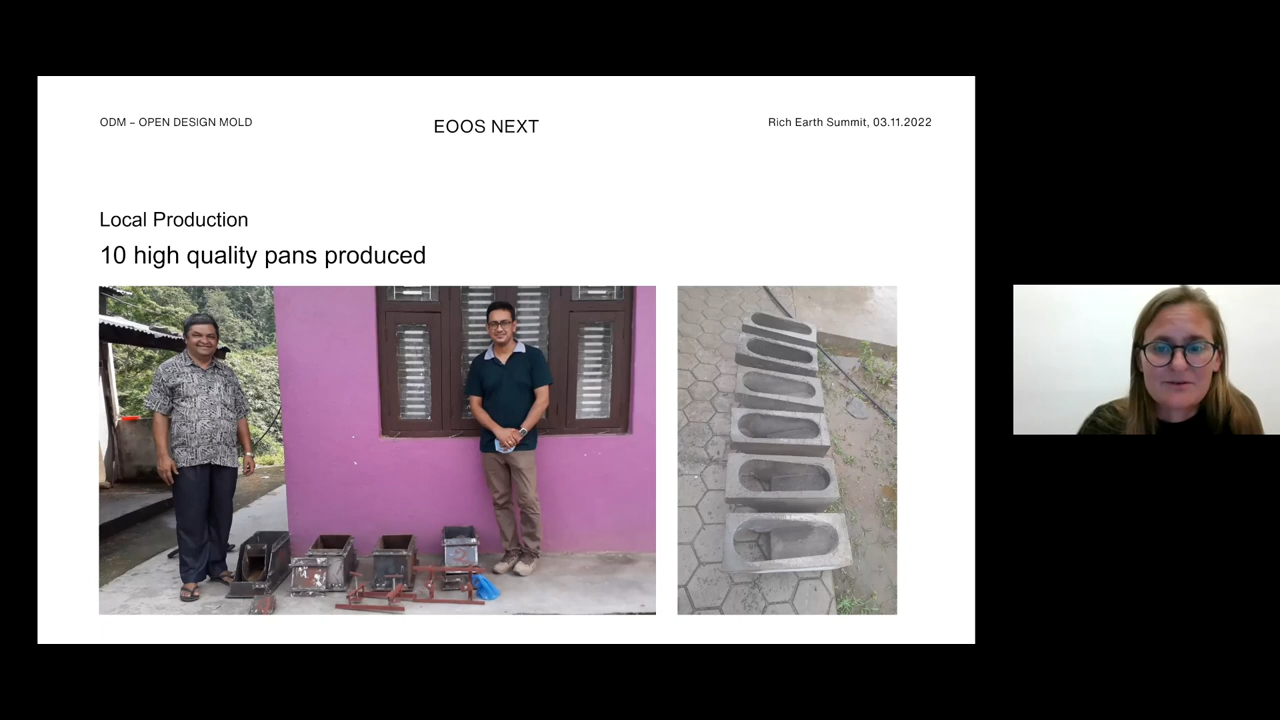 ODM – OPEN DESIGN MOLD
EOOS NEXT
Rich Earth Summit, 03.11.2022
Local Production
10 high quality pans produced